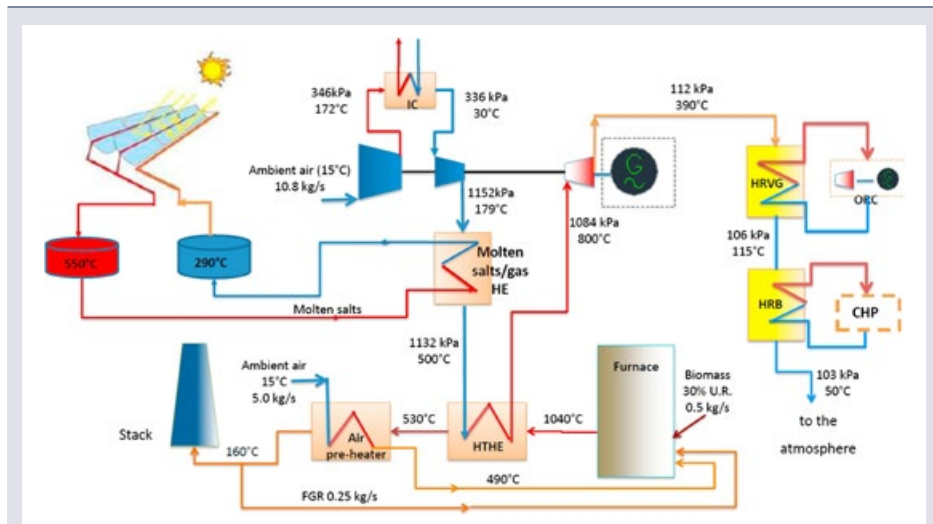 346kPa
172°C
IC
336 kPa
30°C
112 kPa
390°C
Ambient air (15°C)
10.8 kg/s
G
1152kPa
179°C
1084 kPa
800°C
HRVG
ORC
550°C
290°C
Molten
salts/gas
HE
Molten salts
106 kPa
115°C
HRB
CHP
1132 kPa
500°C
Furnace
Biomass
30% U.R.
0.5 kg/s
103 kPa
50°C
to the
atmosphere
Ambient air
15°C
5.0 kg/s
Stack
530°C
1040°C
HTHE
Air
pre-heater
160°C
490°C
FGR 0.25 kg/s